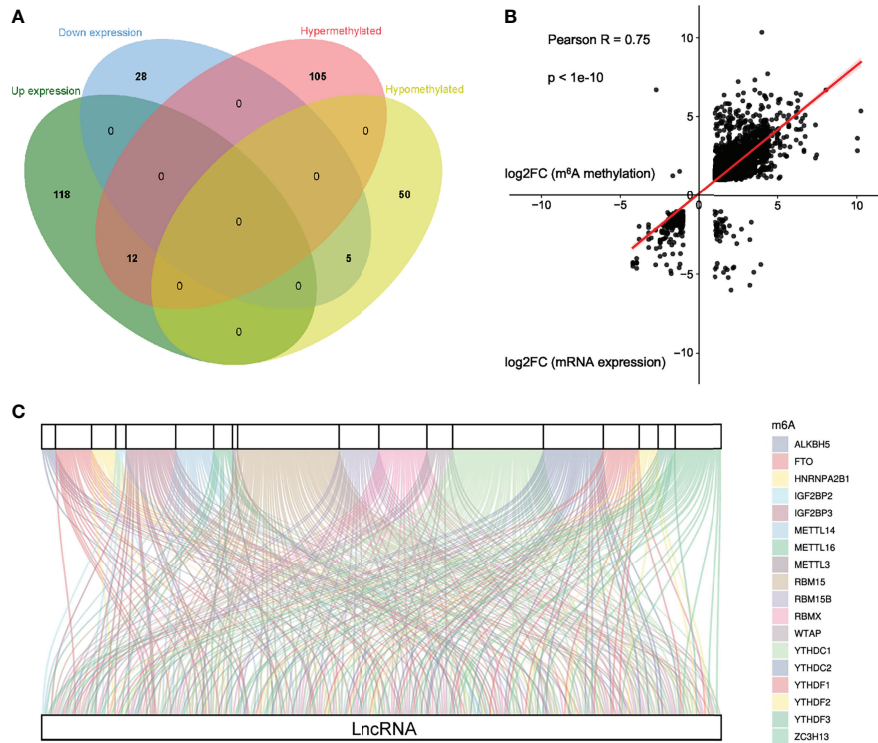 A
Down expression
Hypermethylated
Up expression
Hypomethylated
28
105
0
0
0
0
0
118
50
0
12
5
0
0
0
B
Pearson R = 0.75
p < 1e-10
log2FC (m⁶A methylation)
log2FC (mRNA expression)
10
5
0
−5
−10
−10
−5
0
5
10
C
LncRNA
m6A
ALKBH5
FTO
HNRNPA2B1
IGF2BP2
IGF2BP3
METTL14
METTL16
METTL3
RBM15
RBM15B
RBMX
WTAP
YTHDC1
YTHDC2
YTHDF1
YTHDF2
YTHDF3
ZC3H13